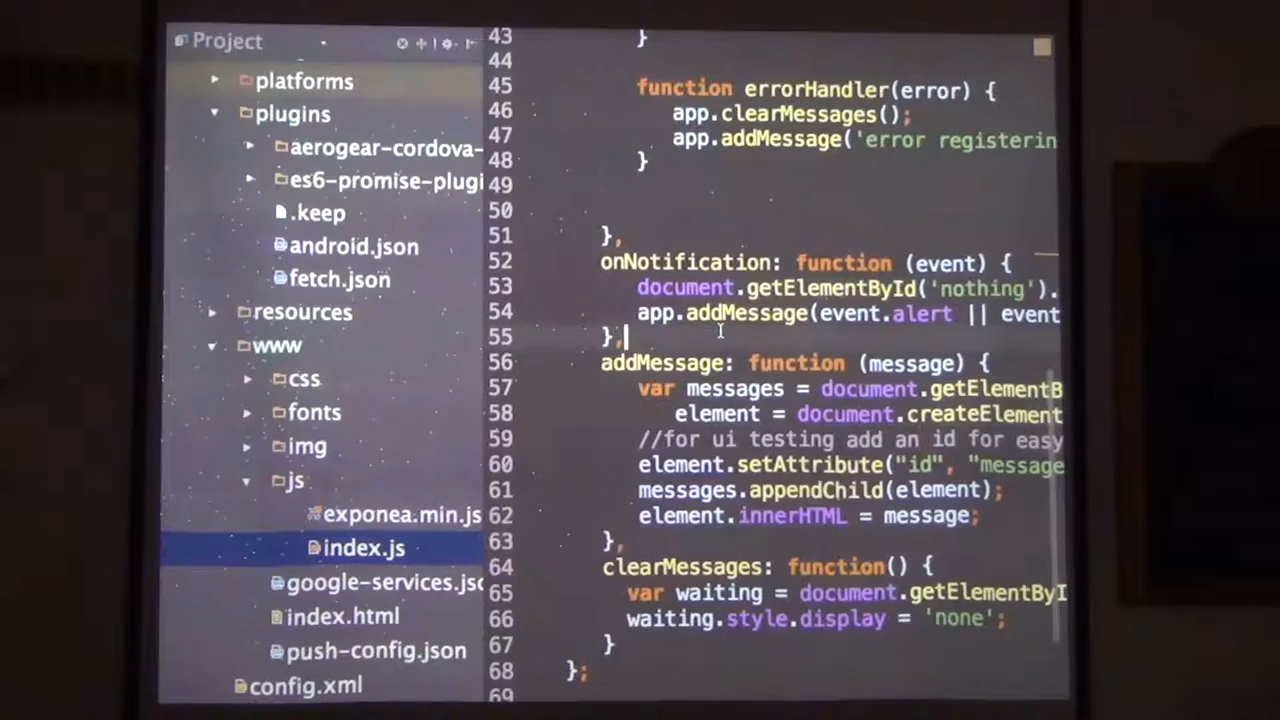 Project
platforms
plugins
aerogear-cordova-
es6-promise-plugi
.keep
android.json
fetch.json
resources
www
css
fonts
img
js
exponea.min.js
index.js
google-services.jsc
index.html
push-config.json
config.xml
43 }
44
45 function errorHandler(error) {
46 app.clearMessages();
47 app.addMessage('error registerin
48 }
49
50
51 },
52 onNotification: function (event) {
53 document.getElementById('nothing').
54 app.addMessage(event.alert || event
55 },
56 addMessage: function (message) {
57 var messages = document.getElementB
58 element = document.createElement
59 //for ui testing add an id for easy
60 element.setAttribute("id", "message
61 messages.appendChild(element);
62 element.innerHTML = message;
63 },
64 clearMessages: function() {
65 var waiting = document.getElementByI
66 waiting.style.display = 'none';
67 }
68 };
69